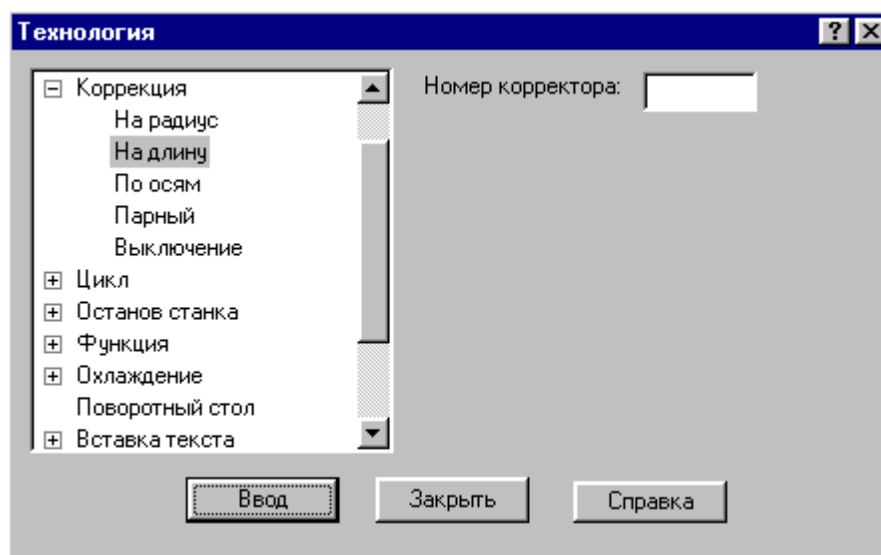 Технология
Коррекция
На радиус
На длину
По осям
Парный
Выключение
Цикл
Останов станка
Функция
Охлаждение
Поворотный стол
Вставка текста
Номер корректора:
Ввод
Закрыть
Справка